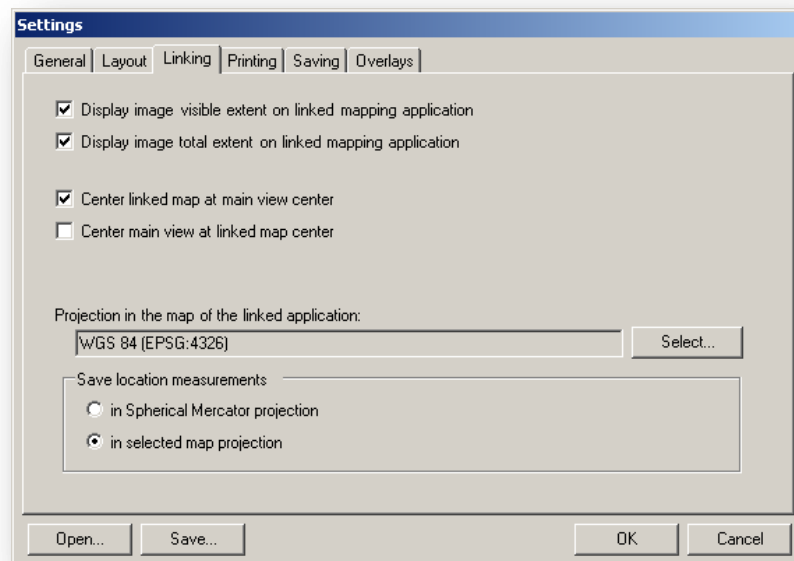 Settings
General Layout Linking Printing Saving Overlays
Display image visible extent on linked mapping application
Display image total extent on linked mapping application
Center linked map at main view center
Center main view at linked map center
Projection in the map of the linked application:
WGS 84 (EPSG:4326) Select...
Save location measurements
in Spherical Mercator projection
in selected map projection
Open... Save... OK Cancel